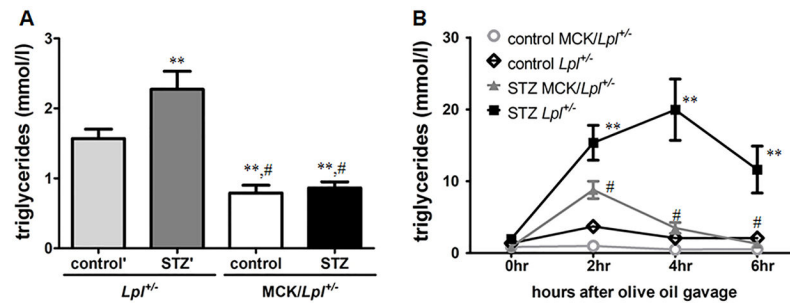 A
triglycerides (mmol/l)
3
2
1
0
**
**,#
**,#
control'
STZ'
control
STZ
Lpl+/-
MCK/Lpl+/-
B
triglycerides (mmol/l)
30
20
10
0
control MCK/Lpl+/-
control Lpl+/-
STZ MCK/Lpl+/-
STZ Lpl+/-
**
**
**
#
#
#
0hr
2hr
4hr
6hr
hours after olive oil gavage